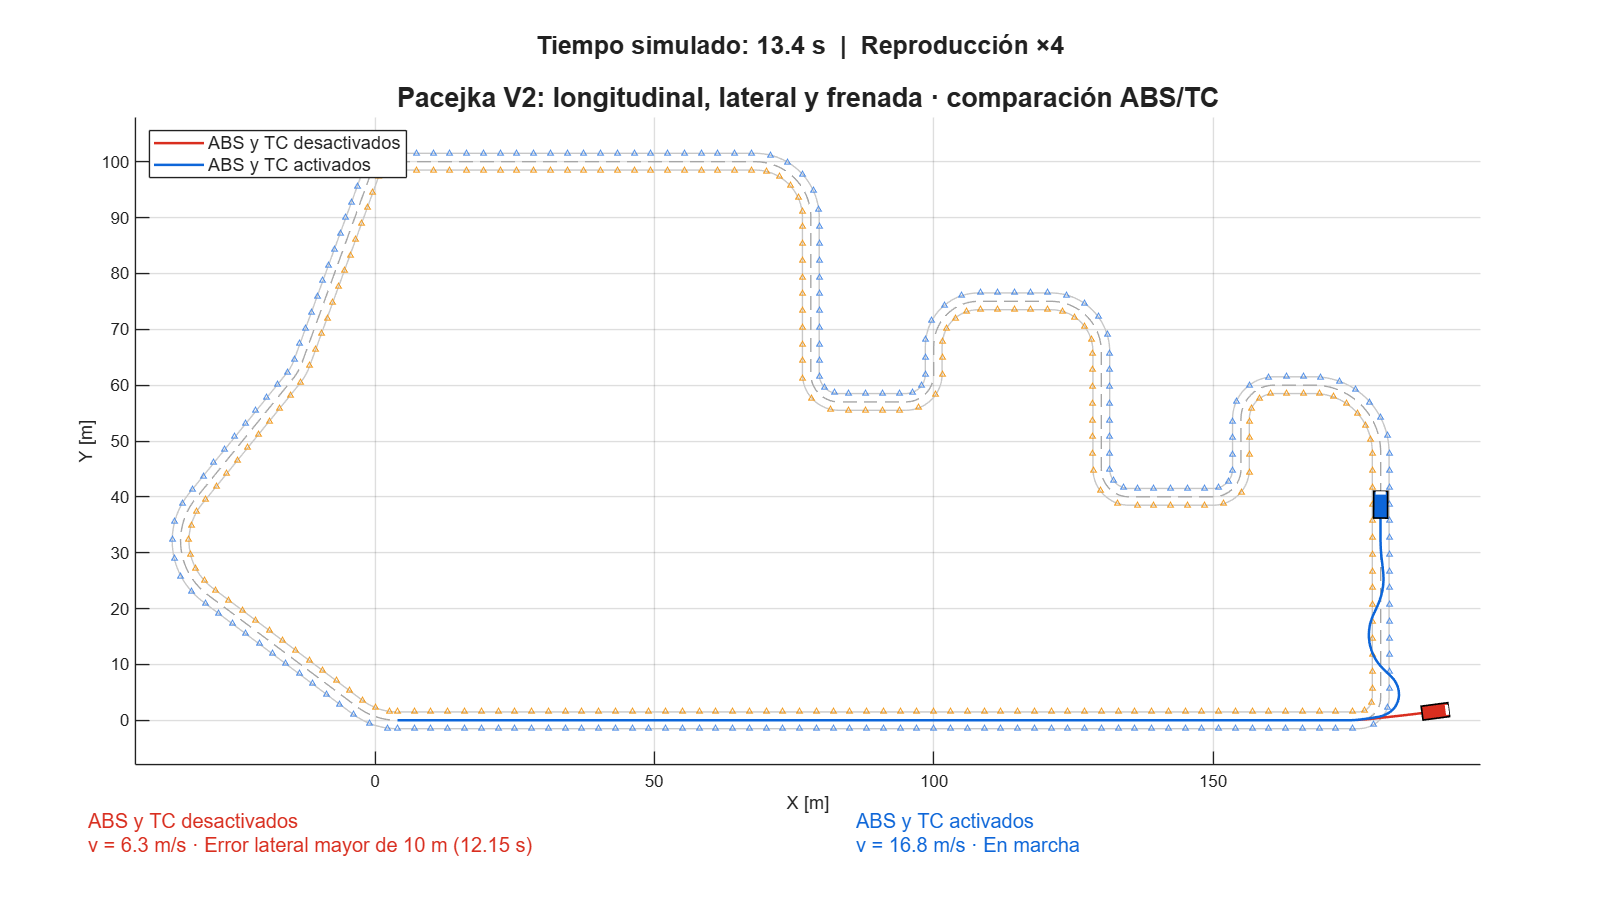 Tiempo simulado: 13.4 s | Reproducción ×4
Pacejka V2: longitudinal, lateral y frenada · comparación ABS/TC
ABS y TC desactivados
ABS y TC activados
100
90
80
70
60
50
40
30
20
10
0
Y [m]
0
50
100
150
X [m]
ABS y TC desactivados
v = 6.3 m/s · Error lateral mayor de 10 m (12.15 s)
ABS y TC activados
v = 16.8 m/s · En marcha